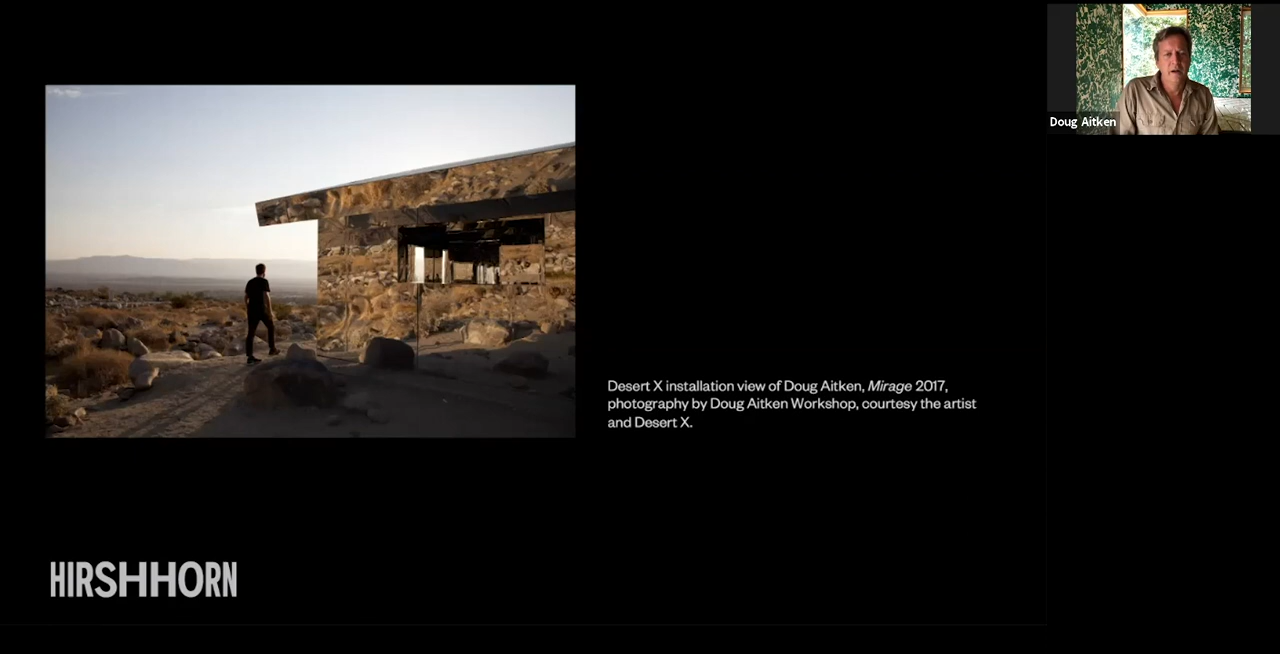 Doug Aitken
Desert X installation view of Doug Aitken, Mirage 2017,
photography by Doug Aitken Workshop, courtesy the artist
and Desert X.
HIRSHHORN